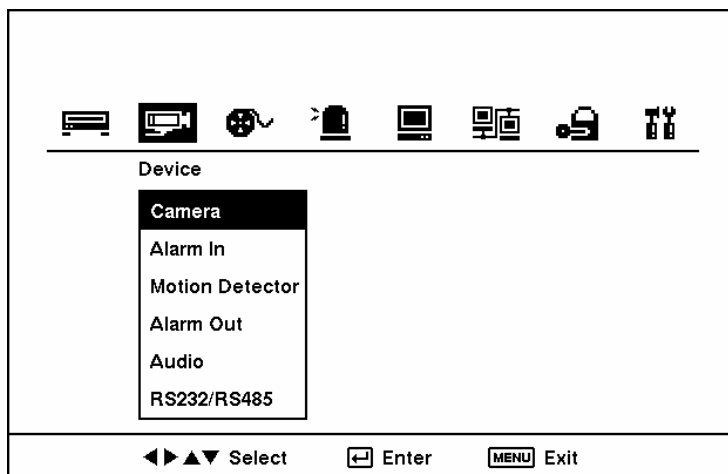 Device
Camera
Alarm In
Motion Detector
Alarm Out
Audio
RS232/RS485
◀▶▲▼ Select ↵ Enter MENU Exit